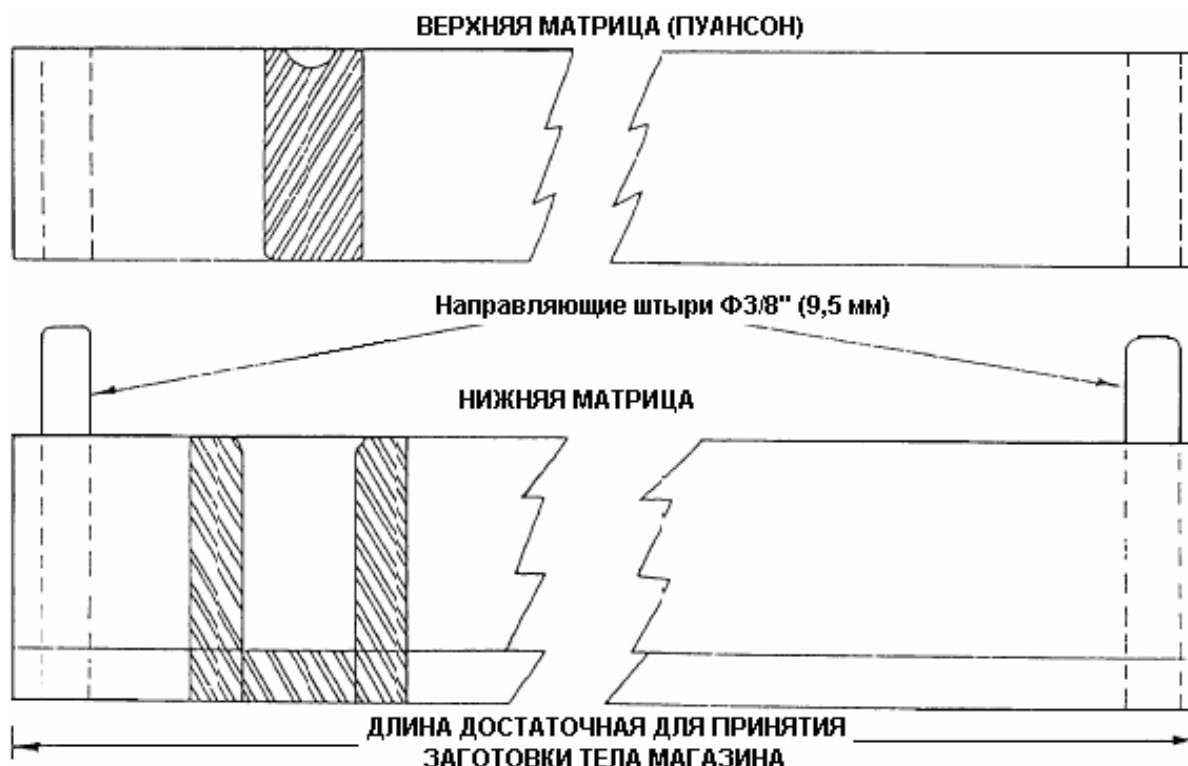 ВЕРХНЯЯ МАТРИЦА (ПУАНСОН)
Направляющие штыри Ф3/8" (9,5 мм)
НИЖНЯЯ МАТРИЦА
ДЛИНА ДОСТАТОЧНАЯ ДЛЯ ПРИНЯТИЯ
ЗАГОТОВКИ ТЕЛА МАГАЗИНА